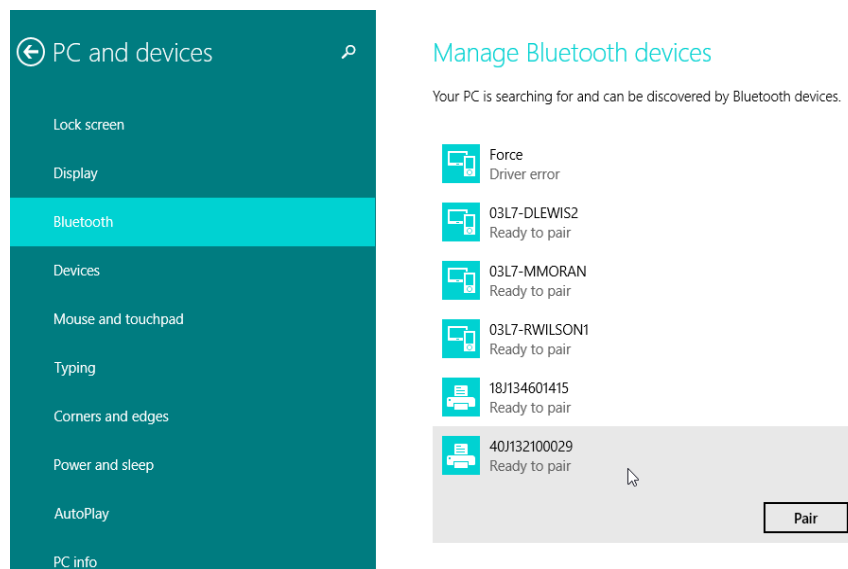 PC and devices
Lock screen
Display
Bluetooth
Devices
Mouse and touchpad
Typing
Corners and edges
Power and sleep
AutoPlay
PC info
Manage Bluetooth devices
Your PC is searching for and can be discovered by Bluetooth devices.
Force
Driver error
03L7-DLEWIS2
Ready to pair
03L7-MMORAN
Ready to pair
03L7-RWILSON1
Ready to pair
18J134601415
Ready to pair
40J132100029
Ready to pair
Pair